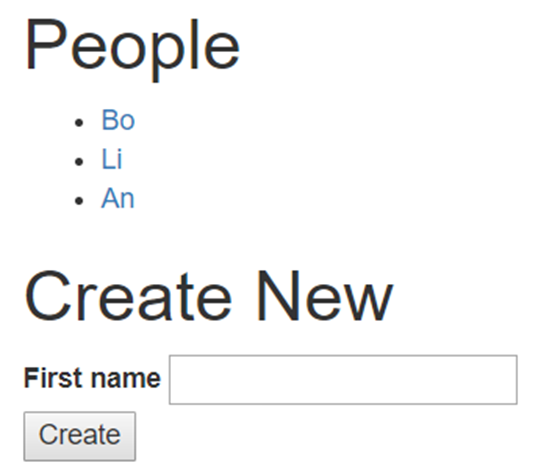 People
Bo
Li
An
Create New
First name
Create